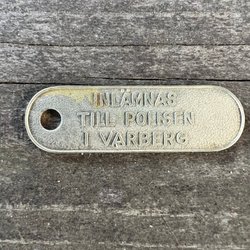 INLÄMNAS
TILL POLISEN
I VARBERG